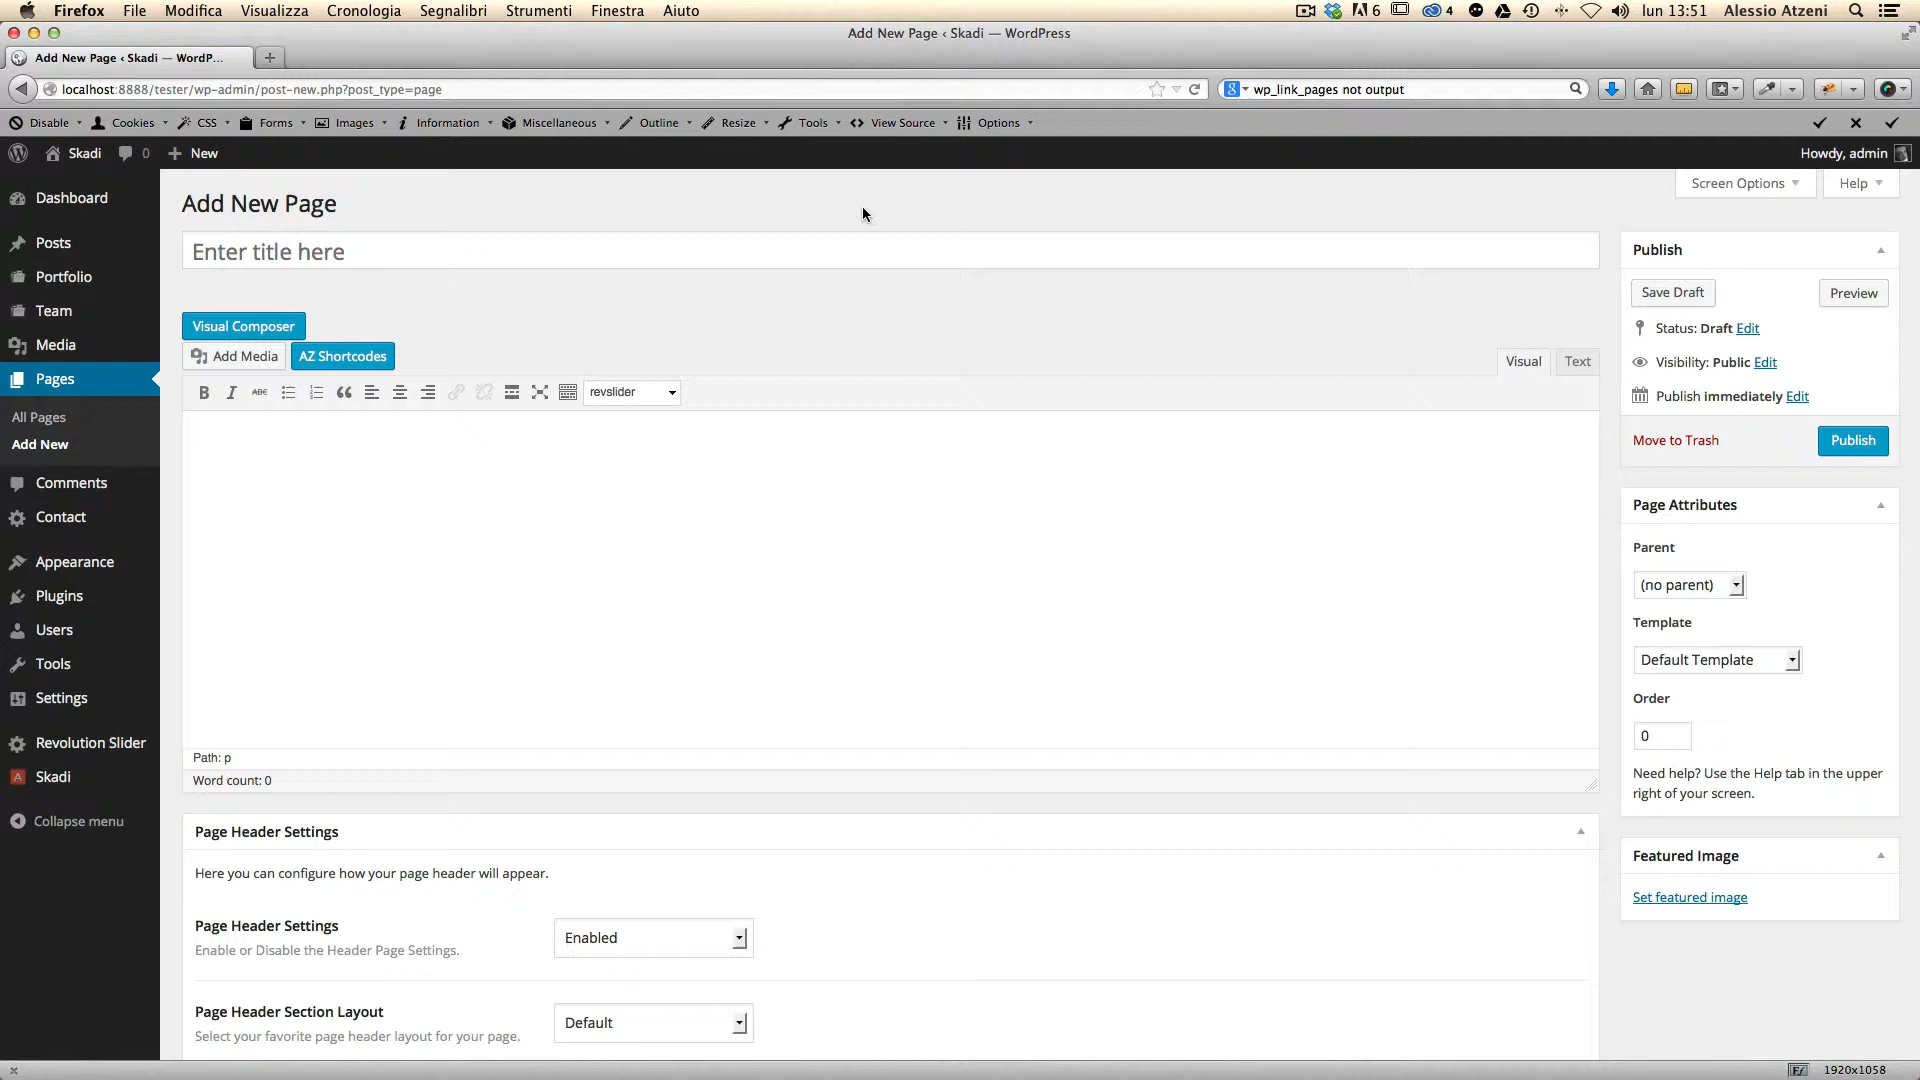 Firefox File Modifica Visualizza Cronologia Segnalibri Strumenti Finestra Aiuto 6 4 lun 13:51 Alessio Atzeni
Add New Page ‹ Skadi — WordPress
Add New Page ‹ Skadi — WordP...
localhost:8888/tester/wp-admin/post-new.php?post_type=page wp_link_pages not output
Disable Cookies CSS Forms Images Information Miscellaneous Outline Resize Tools View Source Options
Skadi 0 New Howdy, admin
Screen Options Help
Dashboard
Posts
Portfolio
Team
Media
Pages
All Pages
Add New
Comments
Contact
Appearance
Plugins
Users
Tools
Settings
Revolution Slider
Skadi
Collapse menu
Add New Page
Enter title here
Visual Composer
Add Media AZ Shortcodes
Visual Text
B I ABC revslider
Path: p
Word count: 0
Page Header Settings
Here you can configure how your page header will appear.
Page Header Settings
Enable or Disable the Header Page Settings.
Enabled
Page Header Section Layout
Select your favorite page header layout for your page.
Default
Publish
Save Draft Preview
Status: Draft Edit
Visibility: Public Edit
Publish immediately Edit
Move to Trash Publish
Page Attributes
Parent
(no parent)
Template
Default Template
Order
0
Need help? Use the Help tab in the upper
right of your screen.
Featured Image
Set featured image
1920x1058